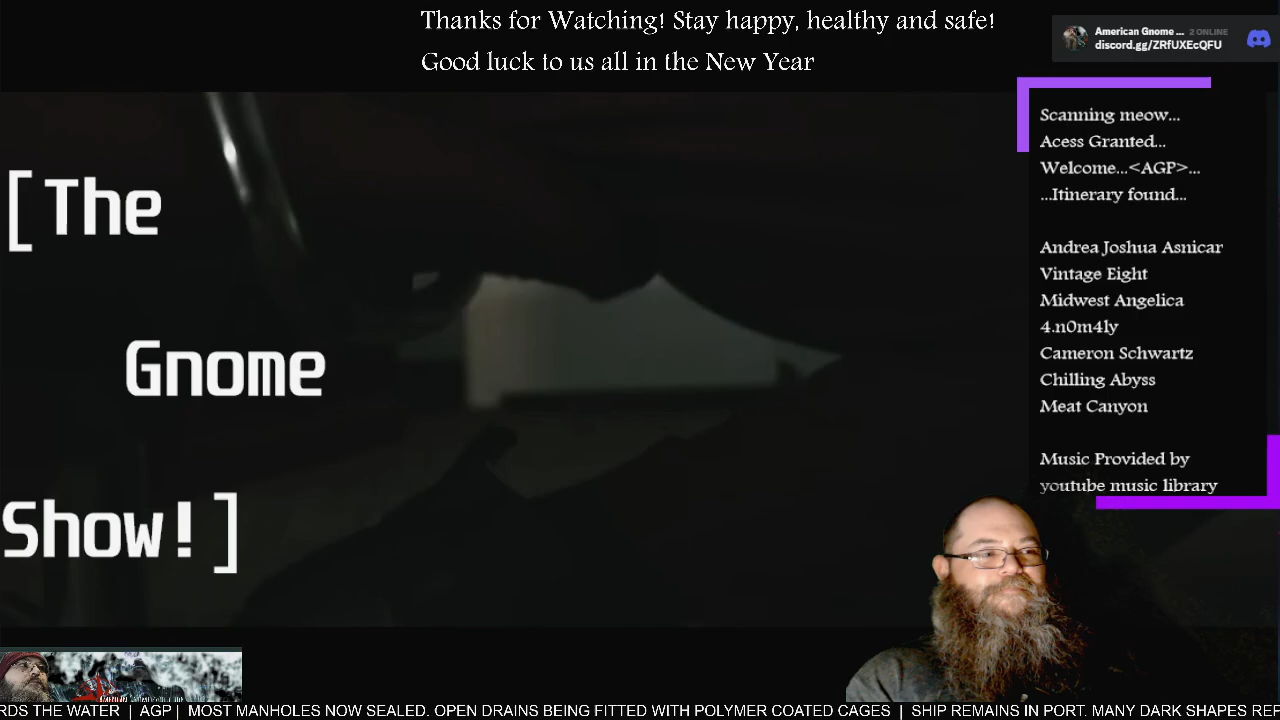 Thanks for Watching! Stay happy, healthy and safe!
Good luck to us all in the New Year
American Gnome ... 2 ONLINE
discord.gg/ZRfUXEcQFU
Scanning meow...
Acess Granted...
Welcome...<AGP>...
...Itinerary found...
Andrea Joshua Asnicar
Vintage Eight
Midwest Angelica
4.n0m4ly
Cameron Schwartz
Chilling Abyss
Meat Canyon
Music Provided by
youtube music library
[The
Gnome
Show!]
RDS THE WATER | AGP | MOST MANHOLES NOW SEALED. OPEN DRAINS BEING FITTED WITH POLYMER COATED CAGES | SHIP REMAINS IN PORT. MANY DARK SHAPES REP